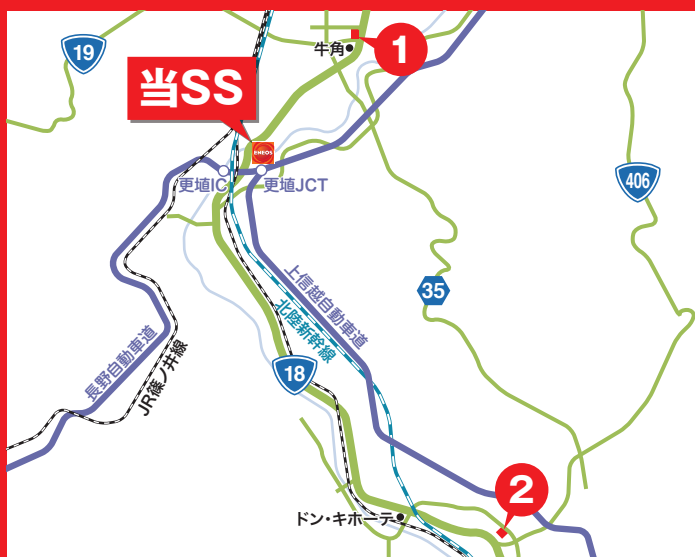 19
牛角
1
当SS
ENEOS
更埴IC
更埴JCT
406
35
上信越自動車道
北陸新幹線
長野自動車道
JR篠ノ井線
18
2
ドン・キホーテ